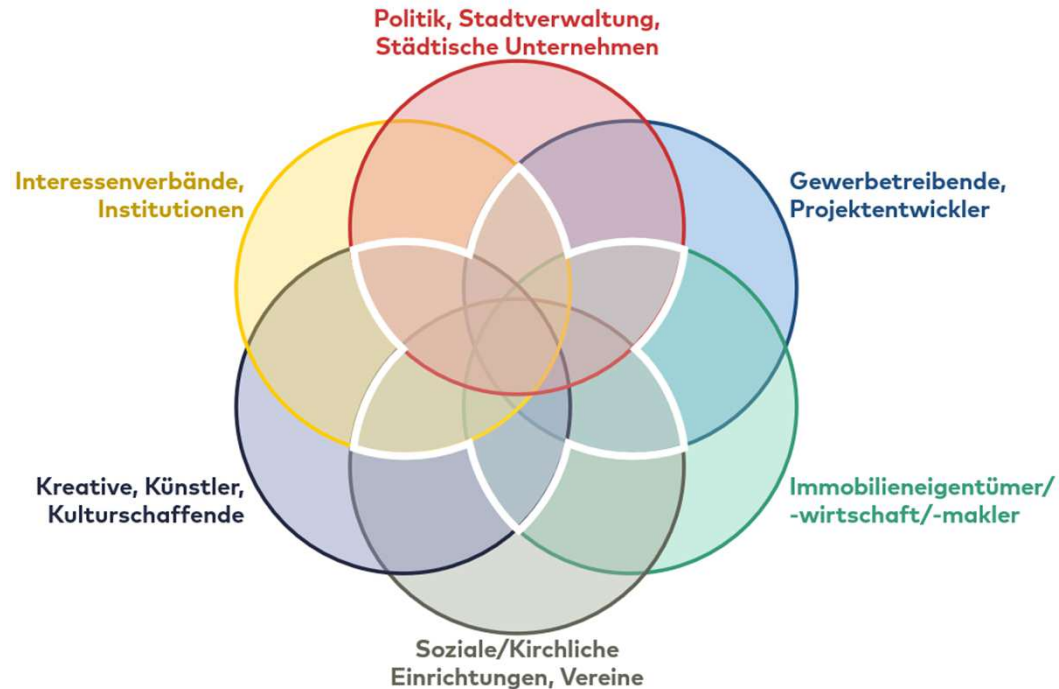 Politik, Stadtverwaltung,
Städtische Unternehmen
Interessenverbände,
Institutionen
Gewerbetreibende,
Projektentwickler
Kreative, Künstler,
Kulturschaffende
Immobilieneigentümer/
-wirtschaft/-makler
Soziale/Kirchliche
Einrichtungen, Vereine